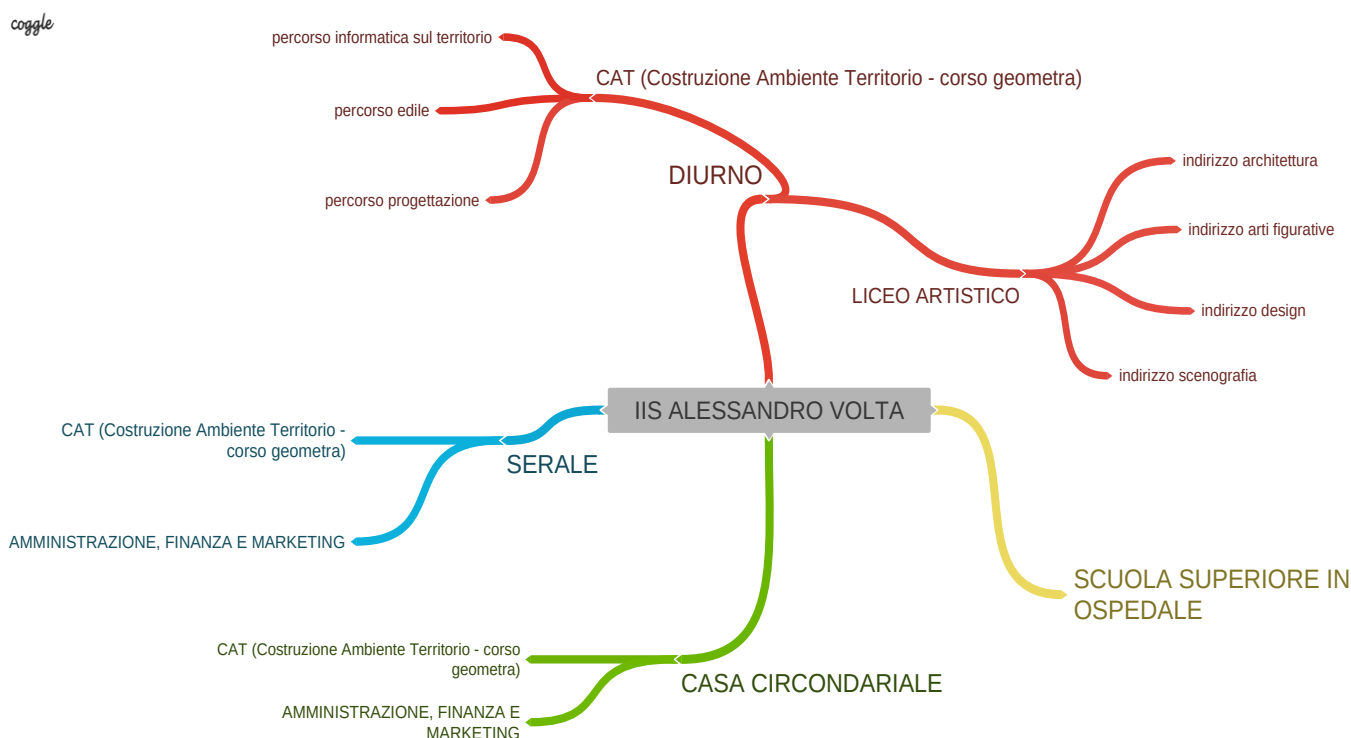 coggle
percorso informatica sul territorio
CAT (Costruzione Ambiente Territorio - corso geometra)
percorso edile
percorso progettazione
DIURNO
indirizzo architettura
indirizzo arti figurative
LICEO ARTISTICO
indirizzo design
indirizzo scenografia
IIS ALESSANDRO VOLTA
CAT (Costruzione Ambiente Territorio -
corso geometra)
SERALE
AMMINISTRAZIONE, FINANZA E MARKETING
SCUOLA SUPERIORE IN
OSPEDALE
CAT (Costruzione Ambiente Territorio - corso
geometra)
CASA CIRCONDARIALE
AMMINISTRAZIONE, FINANZA E
MARKETING